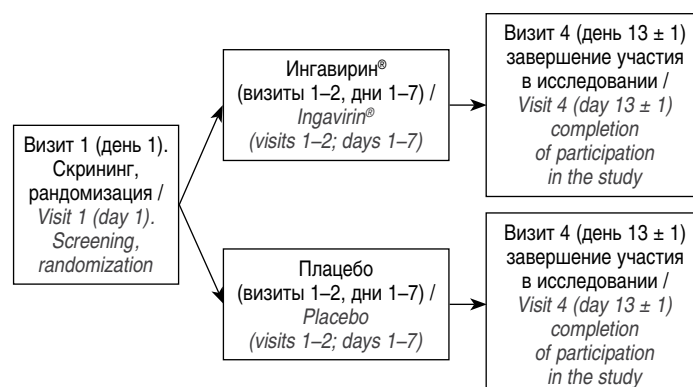 Визит 1 (день 1).
Скрининг,
рандомизация /
Visit 1 (day 1).
Screening,
randomization
Ингавирин®
(визиты 1–2, дни 1–7) /
Ingavirin®
(visits 1–2; days 1–7)
Визит 4 (день 13 ± 1)
завершение участия
в исследовании /
Visit 4 (day 13 ± 1)
completion
of participation
in the study
Плацебо
(визиты 1–2, дни 1–7) /
Placebo
(visits 1–2; days 1–7)
Визит 4 (день 13 ± 1)
завершение участия
в исследовании /
Visit 4 (day 13 ± 1)
completion
of participation
in the study